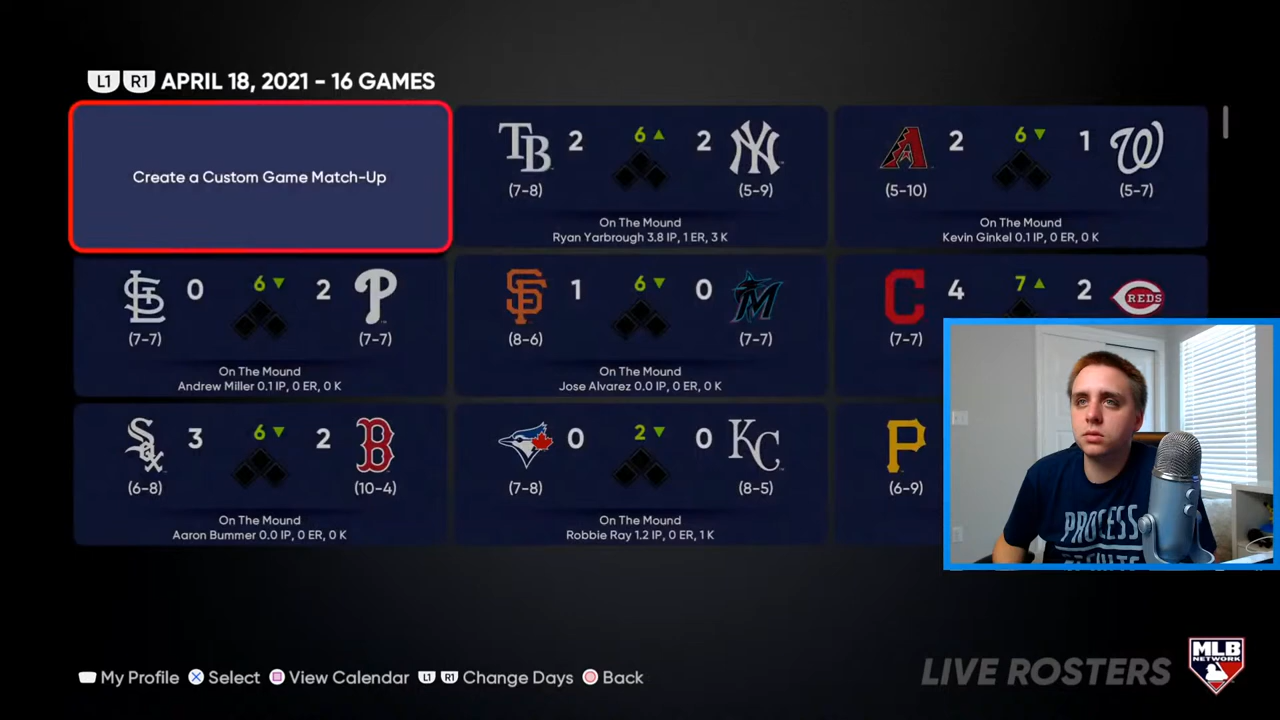 L1 R1 APRIL 18, 2021 - 16 GAMES
Create a Custom Game Match-Up
TB 2 6 2 NY
(7-8) (5-9)
On The Mound
Ryan Yarbrough 3.8 IP, 1 ER, 3 K
A 2 6 1 W
(5-10) (5-7)
On The Mound
Kevin Ginkel 0.1 IP, 0 ER, 0 K
STL 0 6 2 P
(7-7) (7-7)
On The Mound
Andrew Miller 0.1 IP, 0 ER, 0 K
SF 1 6 0 M
(8-6) (7-7)
On The Mound
Jose Alvarez 0.0 IP, 0 ER, 0 K
C 4 7 2 REDS
(7-7)
Sox 3 6 2 B
(6-8) (10-4)
On The Mound
Aaron Bummer 0.0 IP, 0 ER, 0 K
0 2 0 KC
(7-8) (8-5)
On The Mound
Robbie Ray 1.2 IP, 0 ER, 1 K
P
(6-9)
PROCESS
My Profile Select View Calendar L1 R1 Change Days Back
LIVE ROSTERS
MLB
NETWORK